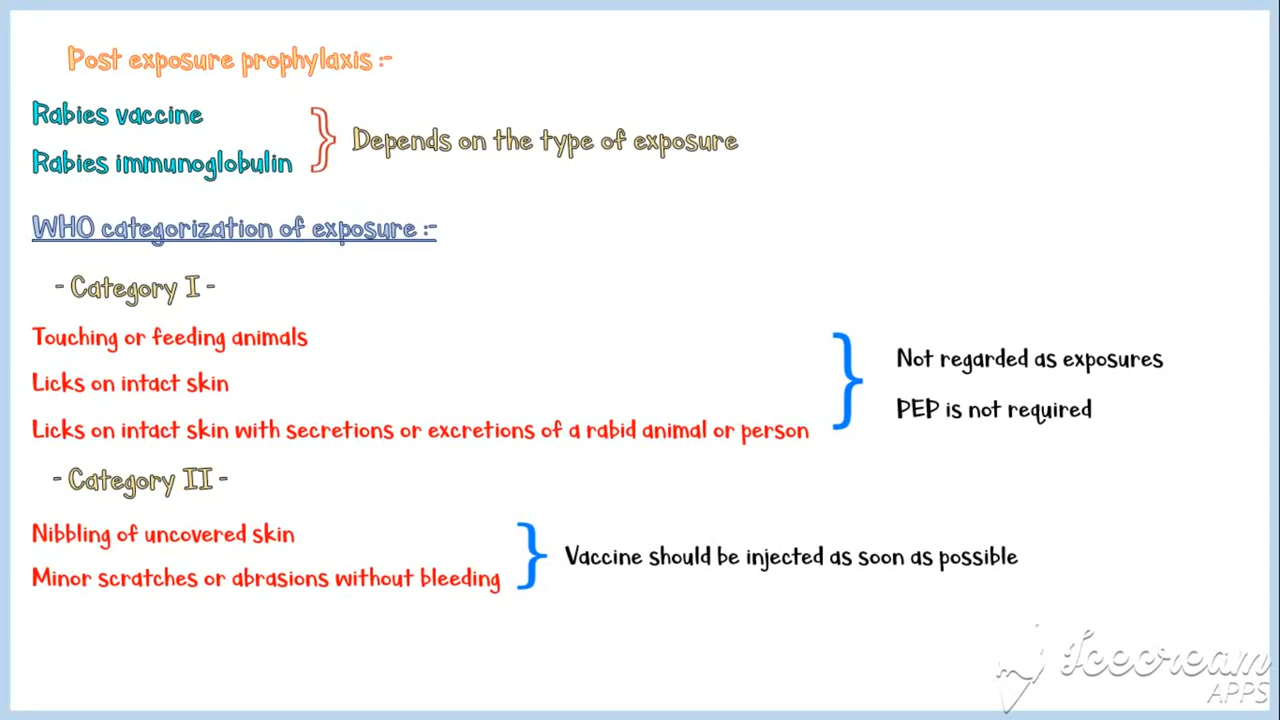 Post exposure prophylaxis :-
Rabies vaccine
Rabies immunoglobulin
Depends on the type of exposure
WHO categorization of exposure :-
- Category I -
Touching or feeding animals
Licks on intact skin
Licks on intact skin with secretions or excretions of a rabid animal or person
Not regarded as exposures
PEP is not required
- Category II -
Nibbling of uncovered skin
Minor scratches or abrasions without bleeding
Vaccine should be injected as soon as possible
Icecream
APPS